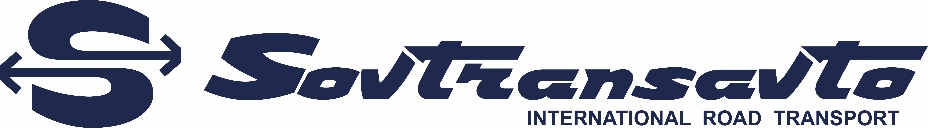 S Sovtransavto
INTERNATIONAL ROAD TRANSPORT